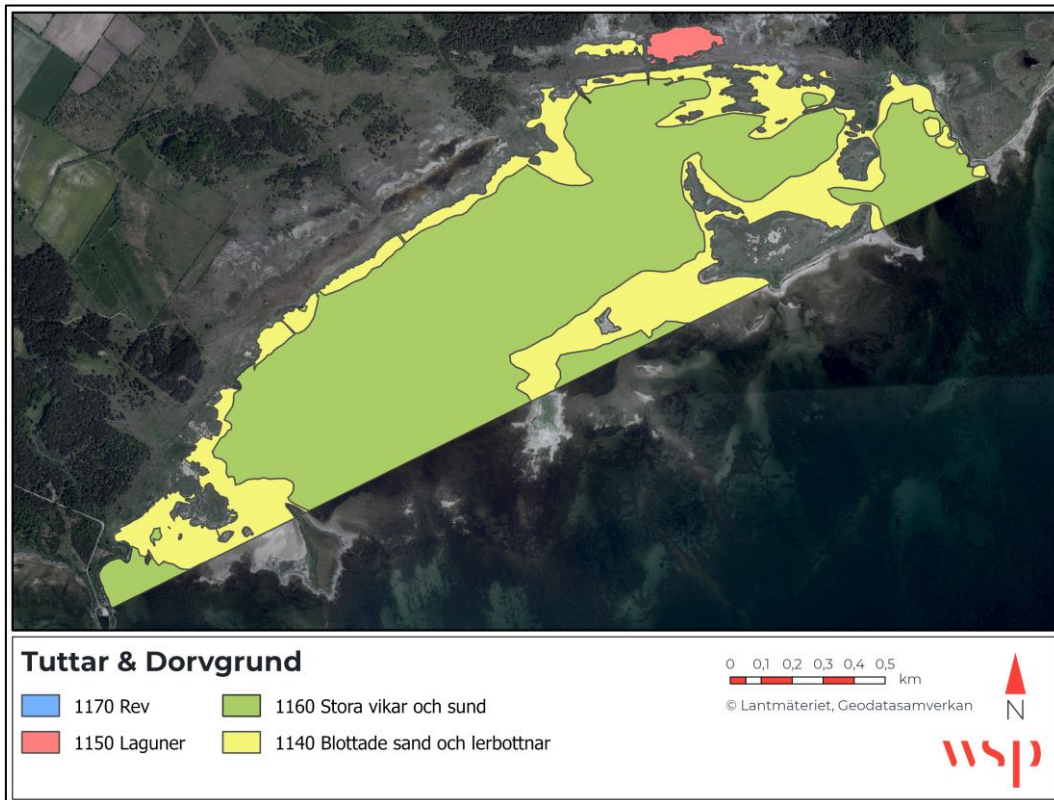 Tuttar & Dorvgrund
1170 Rev
1160 Stora vikar och sund
1150 Laguner
1140 Blottade sand och lerbottnar
0 0,1 0,2 0,3 0,4 0,5
km
© Lantmäteriet, Geodatasamverkan
N
wsp